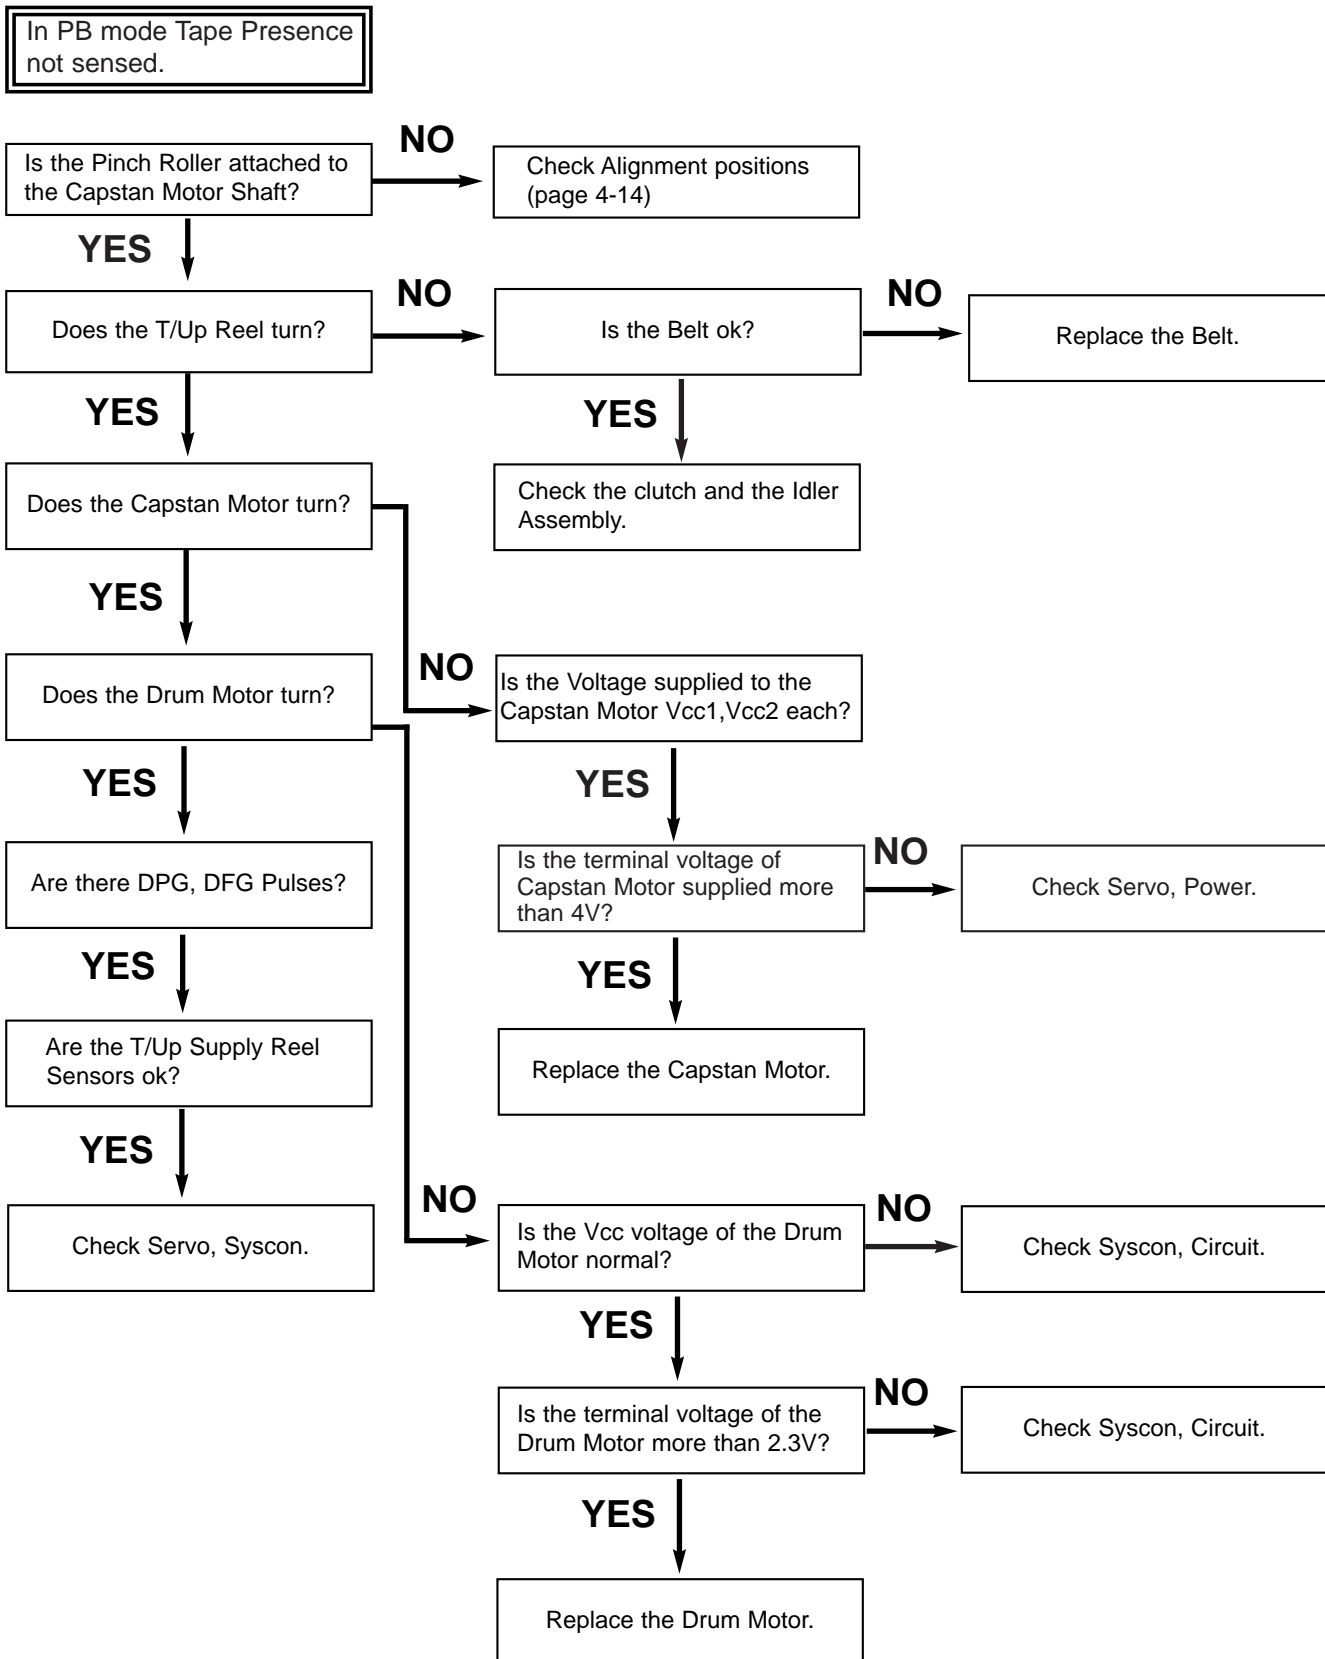 In PB mode Tape Presence
not sensed.
NO
Is the Pinch Roller attached to
the Capstan Motor Shaft?
Check Alignment positions
(page 4-14)
YES
NO
NO
Does the T/Up Reel turn?
Is the Belt ok?
Replace the Belt.
YES
YES
Does the Capstan Motor turn?
Check the clutch and the Idler
Assembly.
YES
NO
Does the Drum Motor turn?
Is the Voltage supplied to the
Capstan Motor Vcc1,Vcc2 each?
YES
YES
NO
Are there DPG, DFG Pulses?
Is the terminal voltage of
Capstan Motor supplied more
than 4V?
Check Servo, Power.
YES
YES
Are the T/Up Supply Reel
Sensors ok?
Replace the Capstan Motor.
YES
NO
NO
Check Servo, Syscon.
Is the Vcc voltage of the Drum
Motor normal?
Check Syscon, Circuit.
YES
NO
Is the terminal voltage of the
Drum Motor more than 2.3V?
Check Syscon, Circuit.
YES
Replace the Drum Motor.